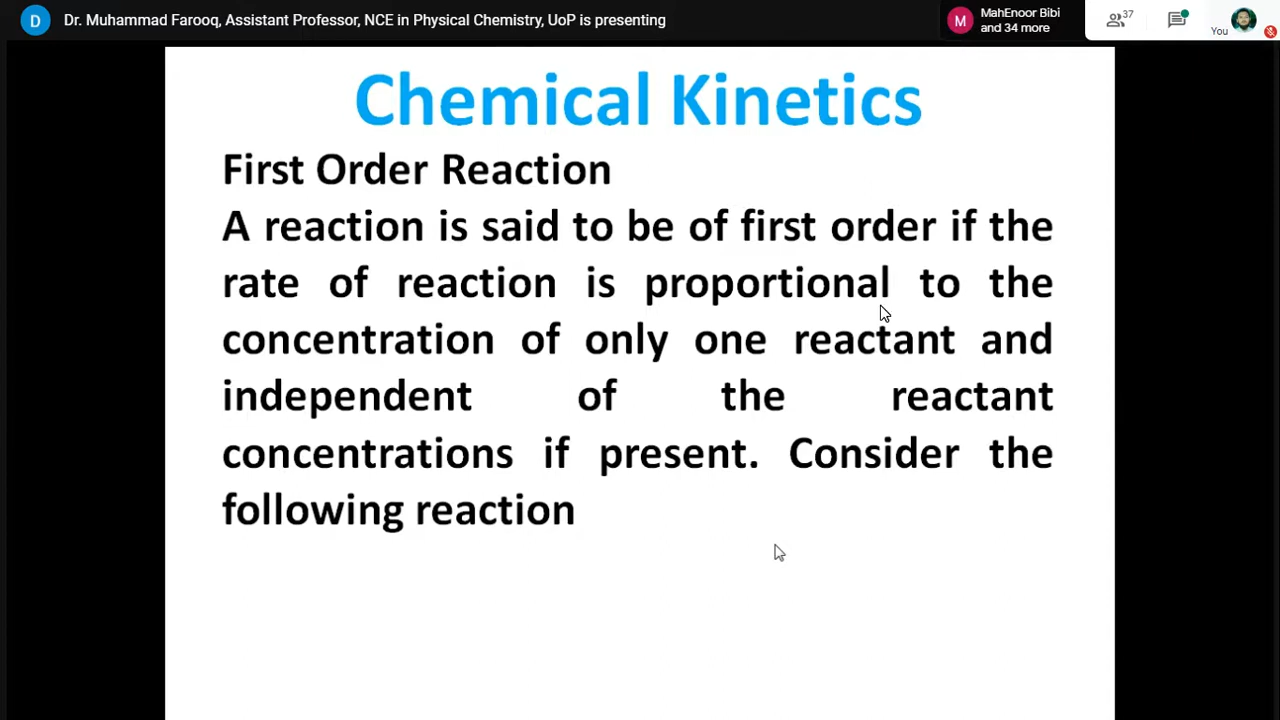 D
Dr. Muhammad Farooq, Assistant Professor, NCE in Physical Chemistry, UoP is presenting
M
MahEnoor Bibi
and 34 more
37
You
Chemical Kinetics
First Order Reaction
A reaction is said to be of first order if the
rate of reaction is proportional to the
concentration of only one reactant and
independent of the reactant
concentrations if present. Consider the
following reaction